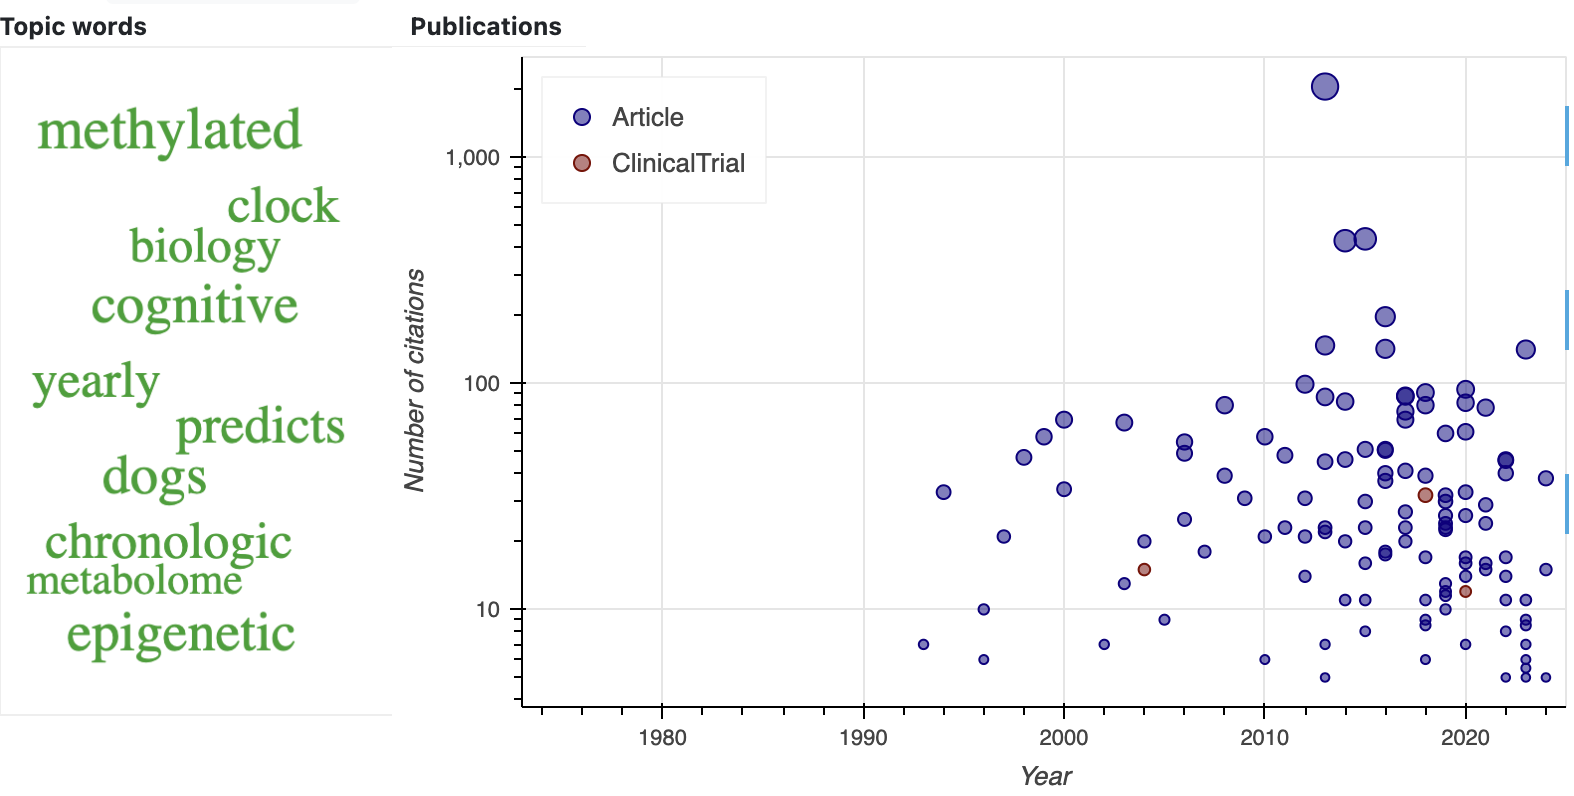 Topic words
methylated
clock
biology
cognitive
yearly
predicts
dogs
chronologic
metabolome
epigenetic
Publications
Article
ClinicalTrial
Number of citations
1,000
100
10
1980 1990 2000 2010 2020
Year